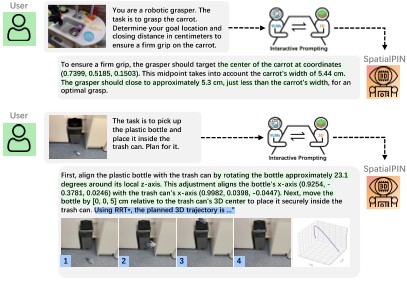 User
You are a robotic grasper. The
task is to grasp the carrot.
Determine your goal location and
closing distance in centimeters to
ensure a firm grip on the carrot.
Interactive Prompting
SpatialPIN
To ensure a firm grip, the grasper should target the center of the carrot at coordinates
(0.7399, 0.5185, 0.1503). This midpoint takes into account the carrot's width of 5.44 cm.
The grasper should close to approximately 5.3 cm, just less than the carrot's width, for an
optimal grasp.
User
The task is to pick up
the plastic bottle and
place it inside the
trash can. Plan for it.
Interactive Prompting
SpatialPIN
First, align the plastic bottle with the trash can by rotating the bottle approximately 23.1
degrees around its local z-axis. This adjustment aligns the bottle's x-axis (0.9254, -
0.3781, 0.0246) with the trash can's x-axis (0.9982, 0.0398, -0.0447). Next, move the
bottle by [0, 0, 5] cm relative to the trash can's 3D center to place it securely inside the
trash can. Using RRT*, the planned 3D trajectory is ..."
1
2
3
4